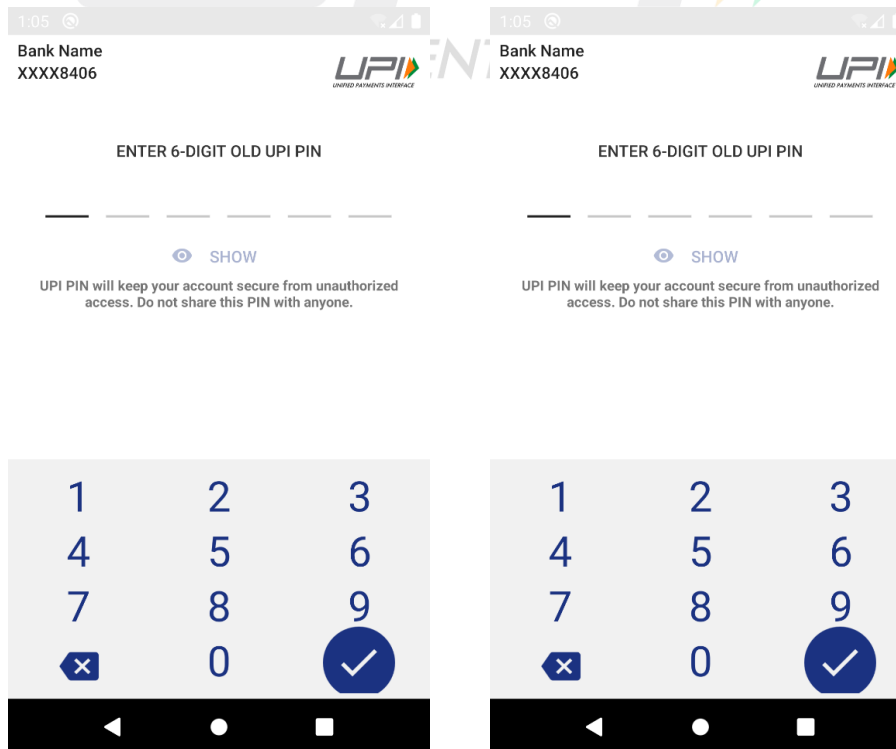 1:05
Bank Name
XXXX8406
UPI
UNIFIED PAYMENTS INTERFACE
ENTER 6-DIGIT OLD UPI PIN
SHOW
UPI PIN will keep your account secure from unauthorized
access. Do not share this PIN with anyone.
1 2 3
4 5 6
7 8 9
0
1:05
Bank Name
XXXX8406
UPI
UNIFIED PAYMENTS INTERFACE
ENTER 6-DIGIT OLD UPI PIN
SHOW
UPI PIN will keep your account secure from unauthorized
access. Do not share this PIN with anyone.
1 2 3
4 5 6
7 8 9
0